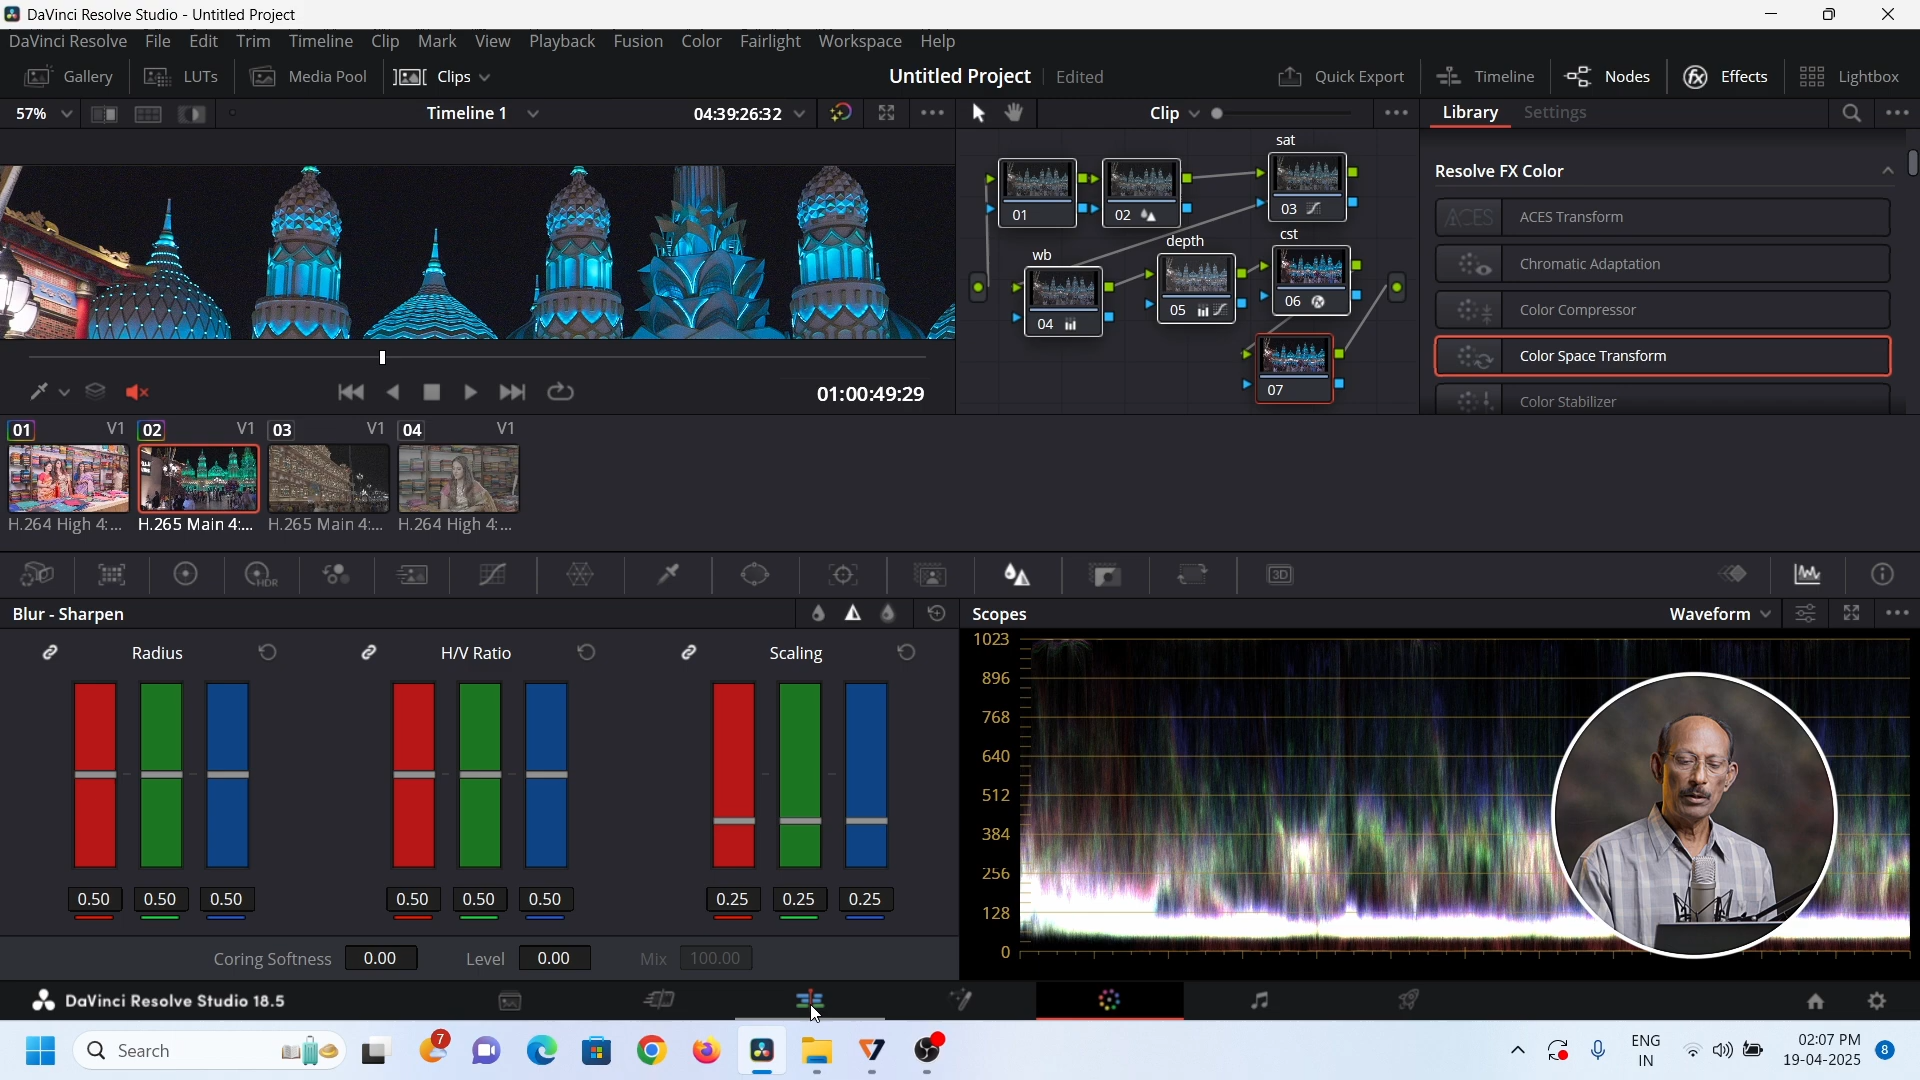 DaVinci Resolve Studio - Untitled Project
DaVinci Resolve File Edit Trim Timeline Clip Mark View Playback Fusion Color Fairlight Workspace Help
Gallery LUTs Media Pool Clips Untitled Project Edited Quick Export Timeline Nodes Effects Lightbox
57% Timeline 1 04:39:26:32 Clip Library Settings
sat
Resolve FX Color
01 02 03
ACES ACES Transform
wb depth cst
Chromatic Adaptation
04 05 06
Color Compressor
Color Space Transform
07
01:00:49:29
Color Stabilizer
01 V1 02 V1 03 V1 04 V1
H.264 High 4:... H.265 Main 4:... H.265 Main 4:... H.264 High 4:...
HDR 3D
Blur - Sharpen Scopes Waveform
Radius H/V Ratio Scaling
1023
896
768
640
512
384
256
128
0
0.50 0.50 0.50 0.50 0.50 0.50 0.25 0.25 0.25
Coring Softness 0.00 Level 0.00 Mix 100.00
DaVinci Resolve Studio 18.5
Search 7 ENG 02:07 PM
IN 19-04-2025 8